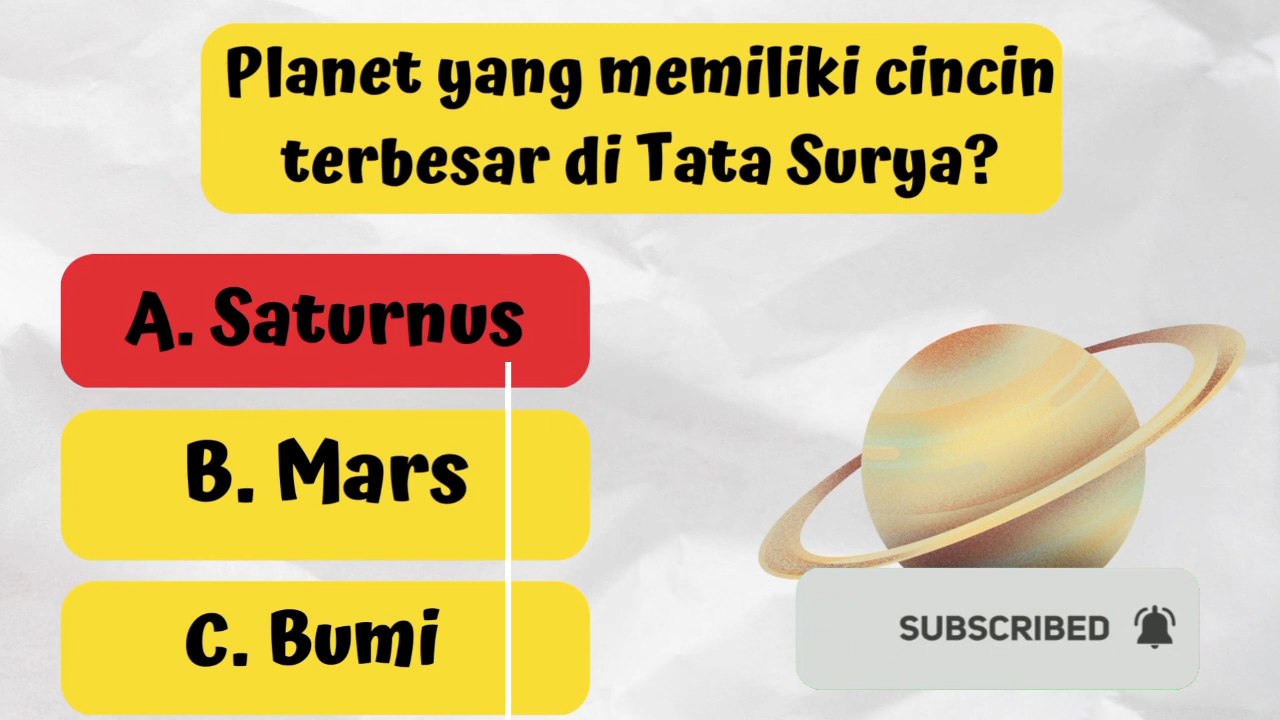 Planet yang memiliki cincin
terbesar di Tata Surya?
A. Saturnus
B. Mars
C. Bumi
SUBSCRIBED